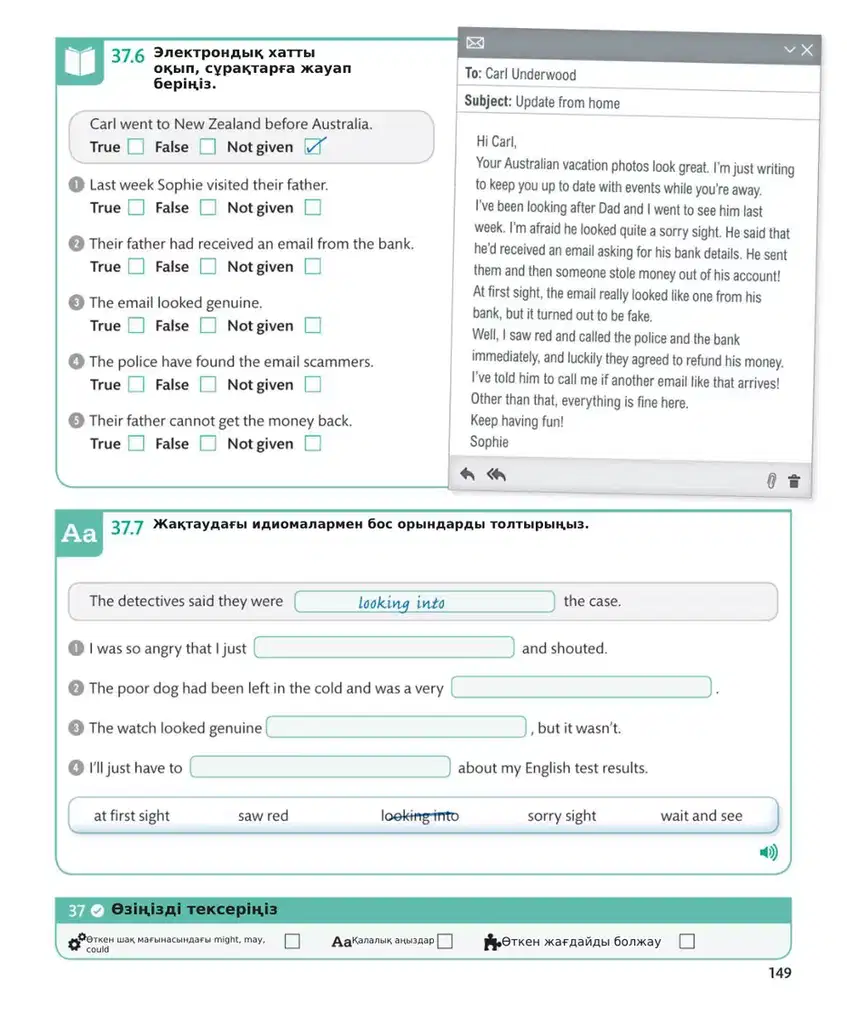 37.6 Электрондық хатты
оқып, сұрақтарға жауап
беріңіз.
Carl went to New Zealand before Australia.
True False Not given
1 Last week Sophie visited their father.
True False Not given
2 Their father had received an email from the bank.
True False Not given
3 The email looked genuine.
True False Not given
4 The police have found the email scammers.
True False Not given
5 Their father cannot get the money back.
True False Not given
To: Carl Underwood
Subject: Update from home
Hi Carl,
Your Australian vacation photos look great. I'm just writing
to keep you up to date with events while you're away.
I've been looking after Dad and I went to see him last
week. I'm afraid he looked quite a sorry sight. He said that
he'd received an email asking for his bank details. He sent
them and then someone stole money out of his account!
At first sight, the email really looked like one from his
bank, but it turned out to be fake.
Well, I saw red and called the police and the bank
immediately, and luckily they agreed to refund his money.
I've told him to call me if another email like that arrives!
Other than that, everything is fine here.
Keep having fun!
Sophie
Aa 37.7 Жақтаудағы идиомалармен бос орындарды толтырыңыз.
The detectives said they were looking into the case.
1 I was so angry that I just and shouted.
2 The poor dog had been left in the cold and was a very .
3 The watch looked genuine , but it wasn't.
4 I'll just have to about my English test results.
at first sight saw red looking into sorry sight wait and see
37 Өзіңізді тексеріңіз
Өткен шақ мағынасындағы might, may,
could
Aa Қалалық аңыздар
Өткен жағдайды болжау
149